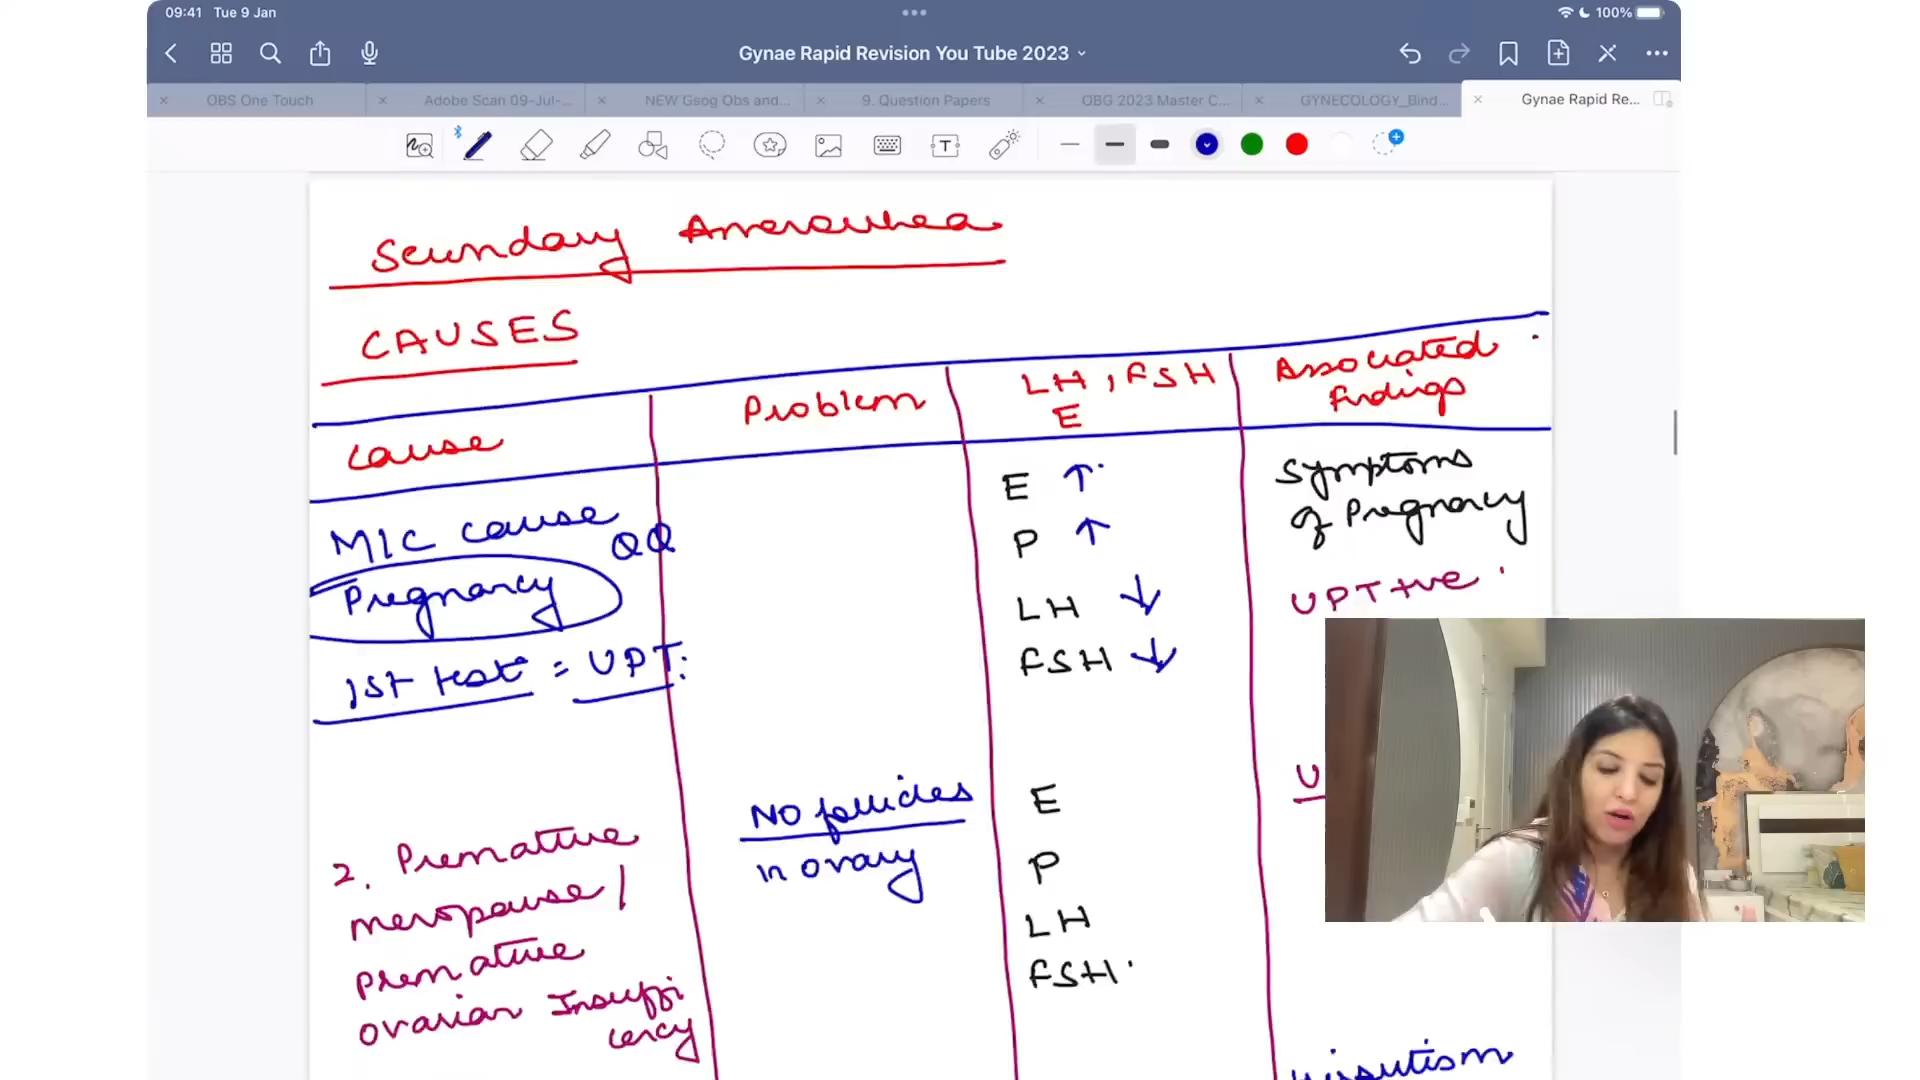 09:41 Tue 9 Jan
100%
Gynae Rapid Revision You Tube 2023
OBS One Touch
Adobe Scan 09-Jul-...
NEW Gsog Obs and...
9. Question Papers
OBG 2023 Master C...
GYNECOLOGY_Bind...
Gynae Rapid Re...
Secondary Amenorrhea
CAUSES
Cause
Problem
LH, FSH
E
Associated
findings
M/C cause
QQ
Pregnancy
1st test = UPT
E ↑
P ↑
LH ↓
FSH ↓
Symptoms
of Pregnancy
UPT +ve
2. Premature
menopause /
premature
ovarian Insuffi
ciency
NO follicles
in ovary
E
P
LH
FSH
U
Hirsutism